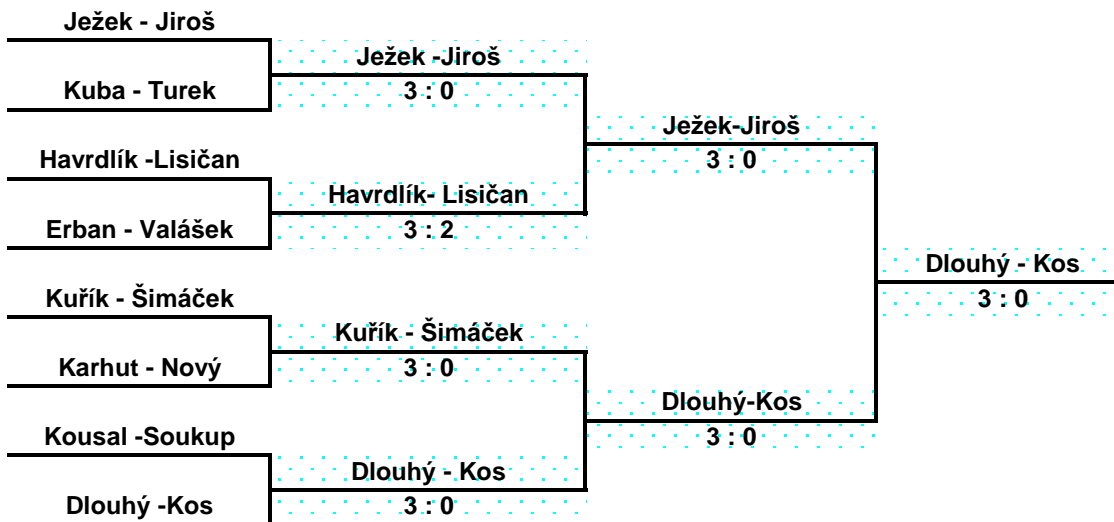 Ježek - Jiroš
Ježek -Jiroš
Kuba - Turek
3 : 0
Ježek-Jiroš
Havrdlík -Lisičan
3 : 0
Havrdlík- Lisičan
Erban - Valášek
3 : 2
Dlouhý - Kos
Kuřík - Šimáček
3 : 0
Kuřík - Šimáček
Karhut - Nový
3 : 0
Dlouhý-Kos
Kousal -Soukup
3 : 0
Dlouhý - Kos
Dlouhý -Kos
3 : 0